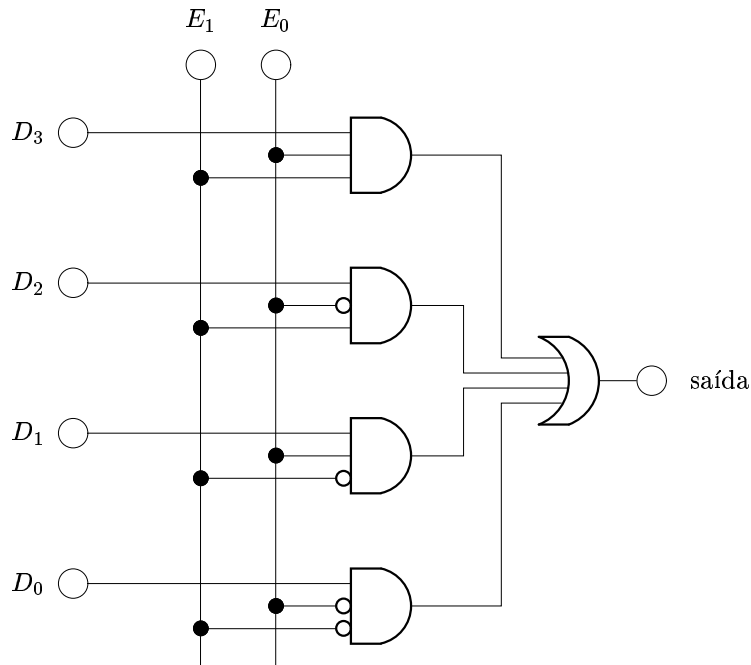 E₁ E₀
D₃
D₂
saída
D₁
D₀